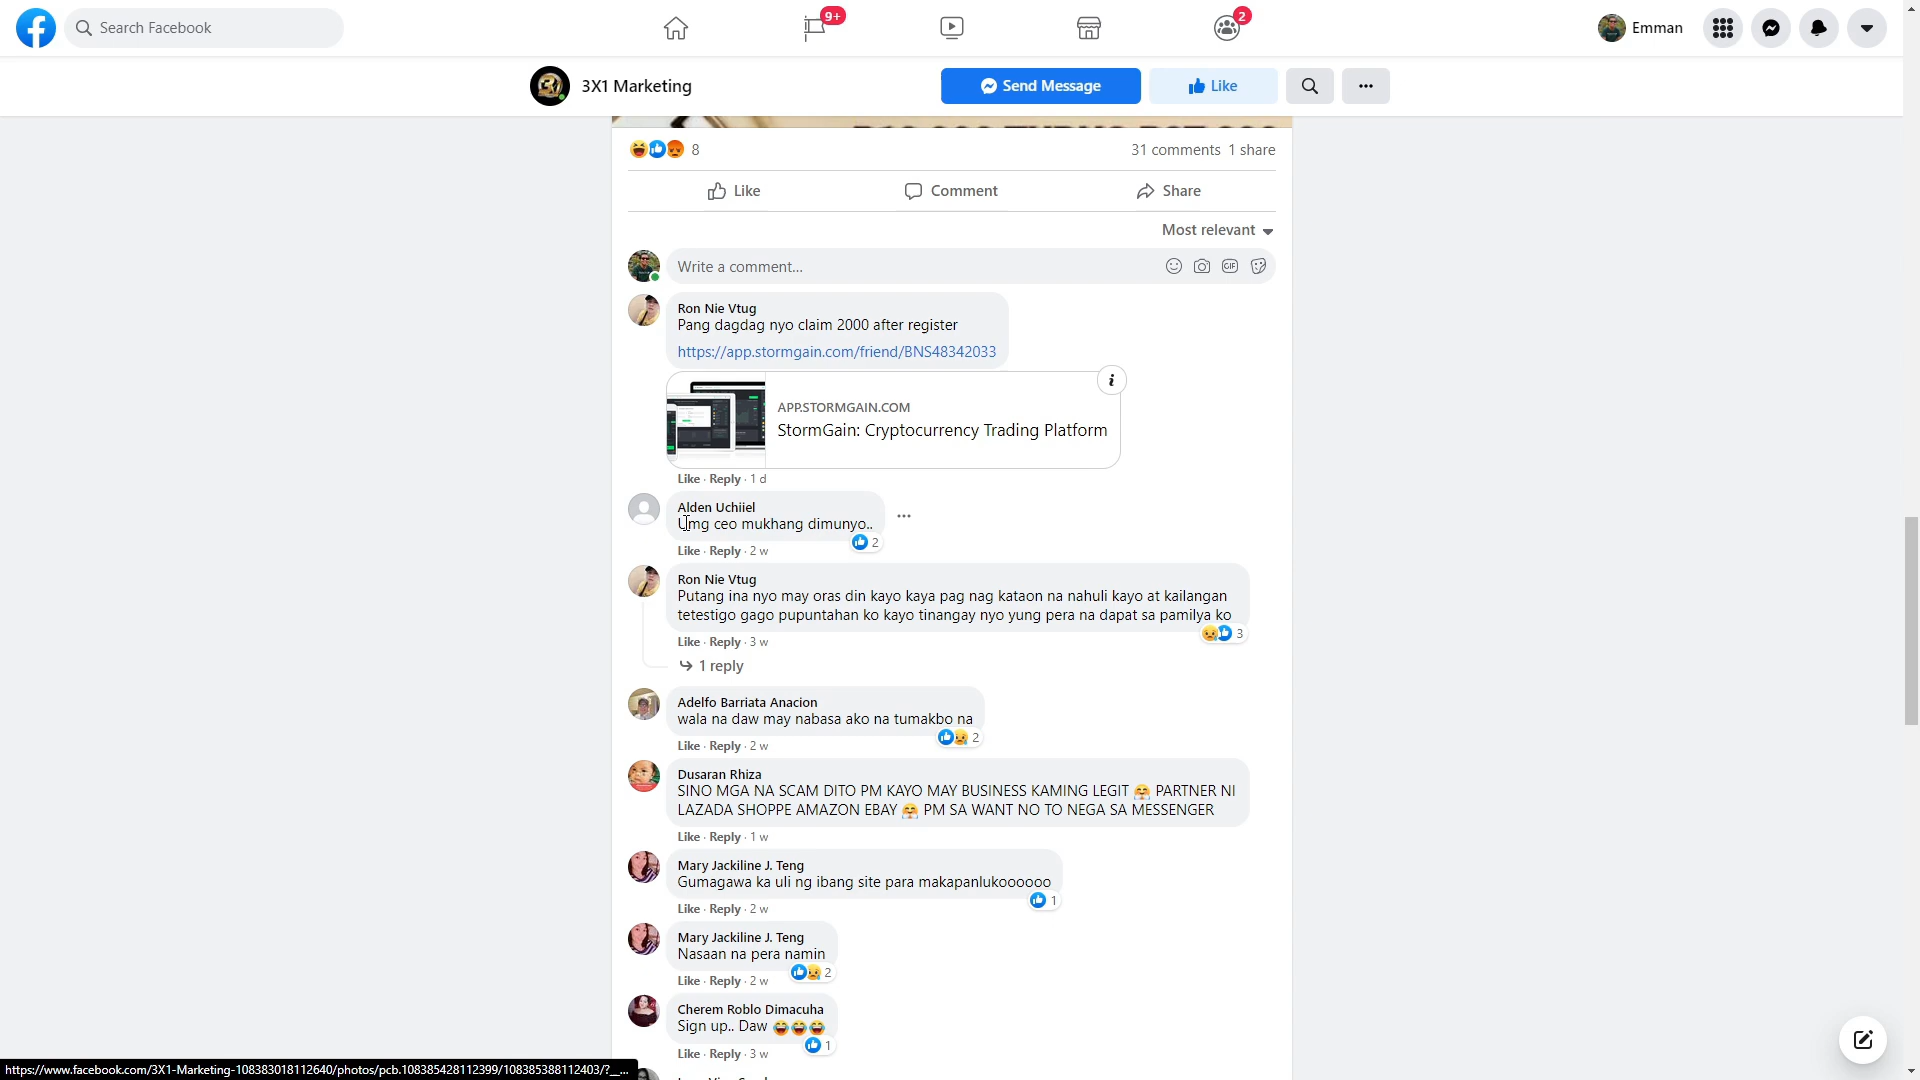 Search Facebook
9+
2
Emman
3X1 Marketing
Send Message
Like
8
31 comments 1 share
Like
Comment
Share
Most relevant
Write a comment...
GIF
Ron Nie Vtug
Pang dagdag nyo claim 2000 after register
https://app.stormgain.com/friend/BNS48342033
APP.STORMGAIN.COM
StormGain: Cryptocurrency Trading Platform
Like · Reply · 1 d
Alden Uchiiel
Umg ceo mukhang dimunyo..
2
Like · Reply · 2 w
Ron Nie Vtug
Putang ina nyo may oras din kayo kaya pag nag kataon na nahuli kayo at kailangan
tetestigo gago pupuntahan ko kayo tinangay nyo yung pera na dapat sa pamilya ko
3
Like · Reply · 3 w
1 reply
Adelfo Barriata Anacion
wala na daw may nabasa ako na tumakbo na
2
Like · Reply · 2 w
Dusaran Rhiza
SINO MGA NA SCAM DITO PM KAYO MAY BUSINESS KAMING LEGIT 🤗 PARTNER NI
LAZADA SHOPPE AMAZON EBAY 🤗 PM SA WANT NO TO NEGA SA MESSENGER
Like · Reply · 1 w
Mary Jackiline J. Teng
Gumagawa ka uli ng ibang site para makapanlukoooooo
1
Like · Reply · 2 w
Mary Jackiline J. Teng
Nasaan na pera namin
2
Like · Reply · 2 w
Cherem Roblo Dimacuha
Sign up.. Daw 😂😂😂
1
Like · Reply · 3 w
https://www.facebook.com/3X1-Marketing-108383018112640/photos/pcb.108385428112399/108385388112403/?__...